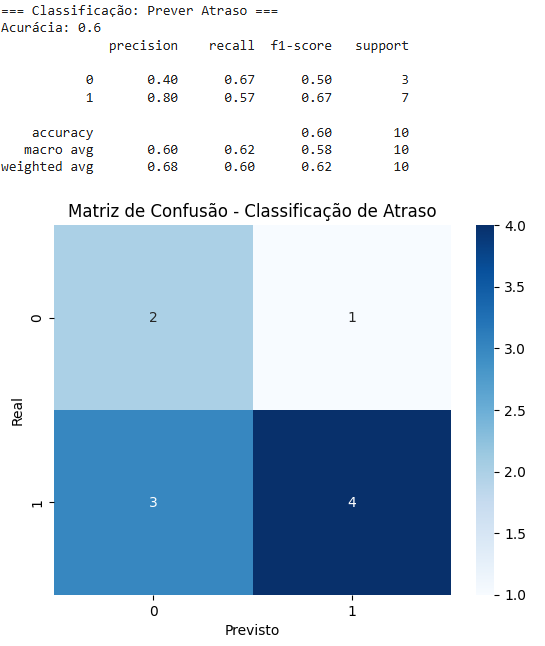 === Classificação: Prever Atraso ===
Acurácia: 0.6
precision recall f1-score support
0 0.40 0.67 0.50 3
1 0.80 0.57 0.67 7
accuracy 0.60 10
macro avg 0.60 0.62 0.58 10
weighted avg 0.68 0.60 0.62 10
Matriz de Confusão - Classificação de Atraso
4.0
3.5
3.0
2.5
2.0
1.5
1.0
Real
0
1
2 1
3 4
0 1
Previsto